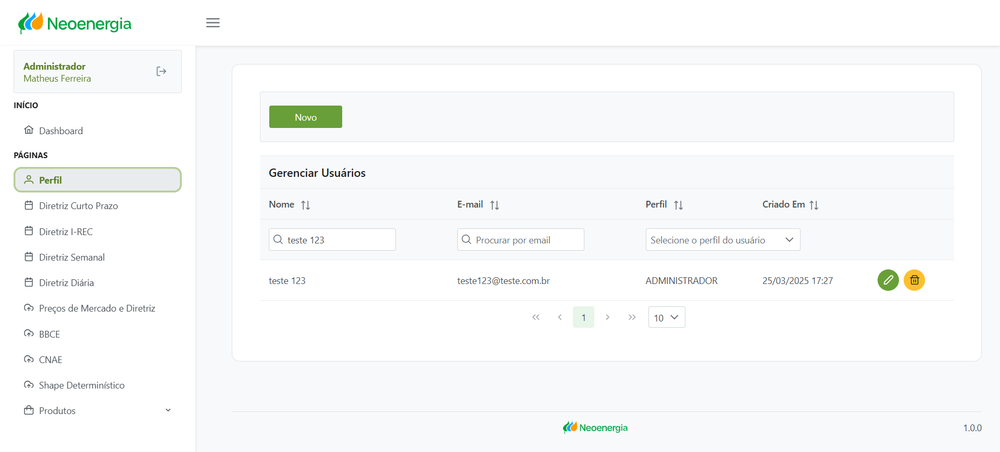 Neoenergia
Administrador
Matheus Ferreira
INÍCIO
Dashboard
PÁGINAS
Perfil
Diretriz Curto Prazo
Diretriz I-REC
Diretriz Semanal
Diretriz Diária
Preços de Mercado e Diretriz
BBCE
CNAE
Shape Determinístico
Produtos
Novo
Gerenciar Usuários
Nome E-mail Perfil Criado Em
teste 123 Procurar por email Selecione o perfil do usuário
teste 123 teste123@teste.com.br ADMINISTRADOR 25/03/2025 17:27
1 10
Neoenergia 1.0.0